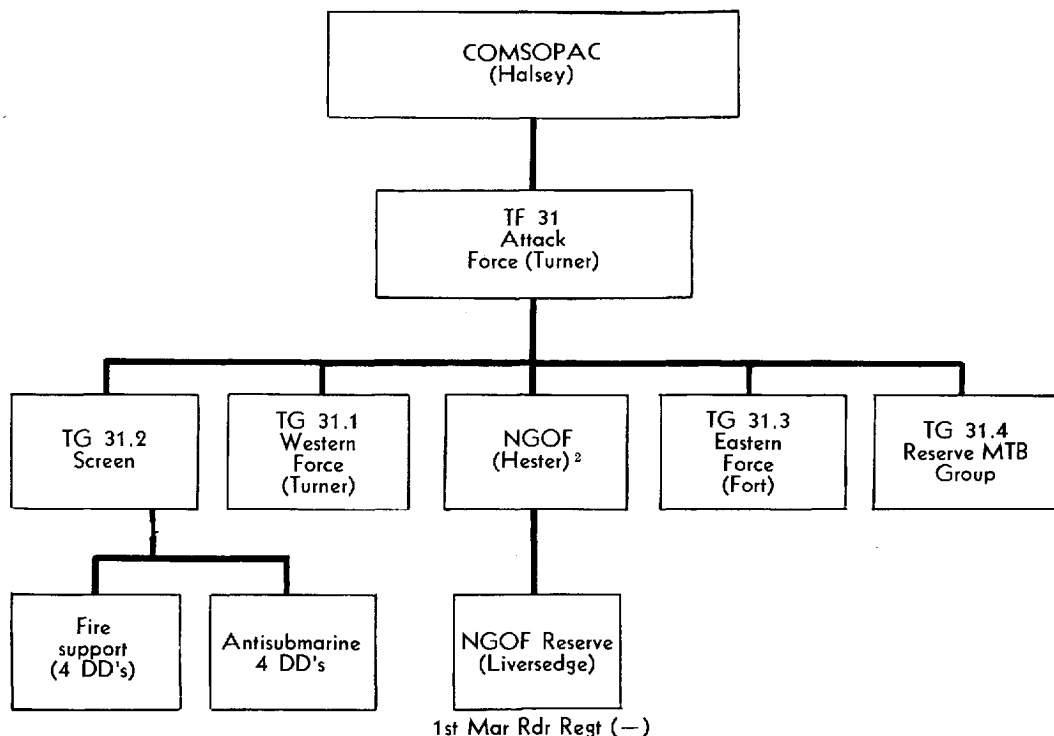 COMSOPAC
(Halsey)
TF 31
Attack
Force (Turner)
TG 31.2
Screen
TG 31.1
Western
Force
(Turner)
NGOF
(Hester)²
TG 31.3
Eastern
Force
(Fort)
TG 31.4
Reserve MTB
Group
Fire
support
(4 DD's)
Antisubmarine
4 DD's
NGOF Reserve
(Liversedge)
1st Mar Rdr Regt (—)